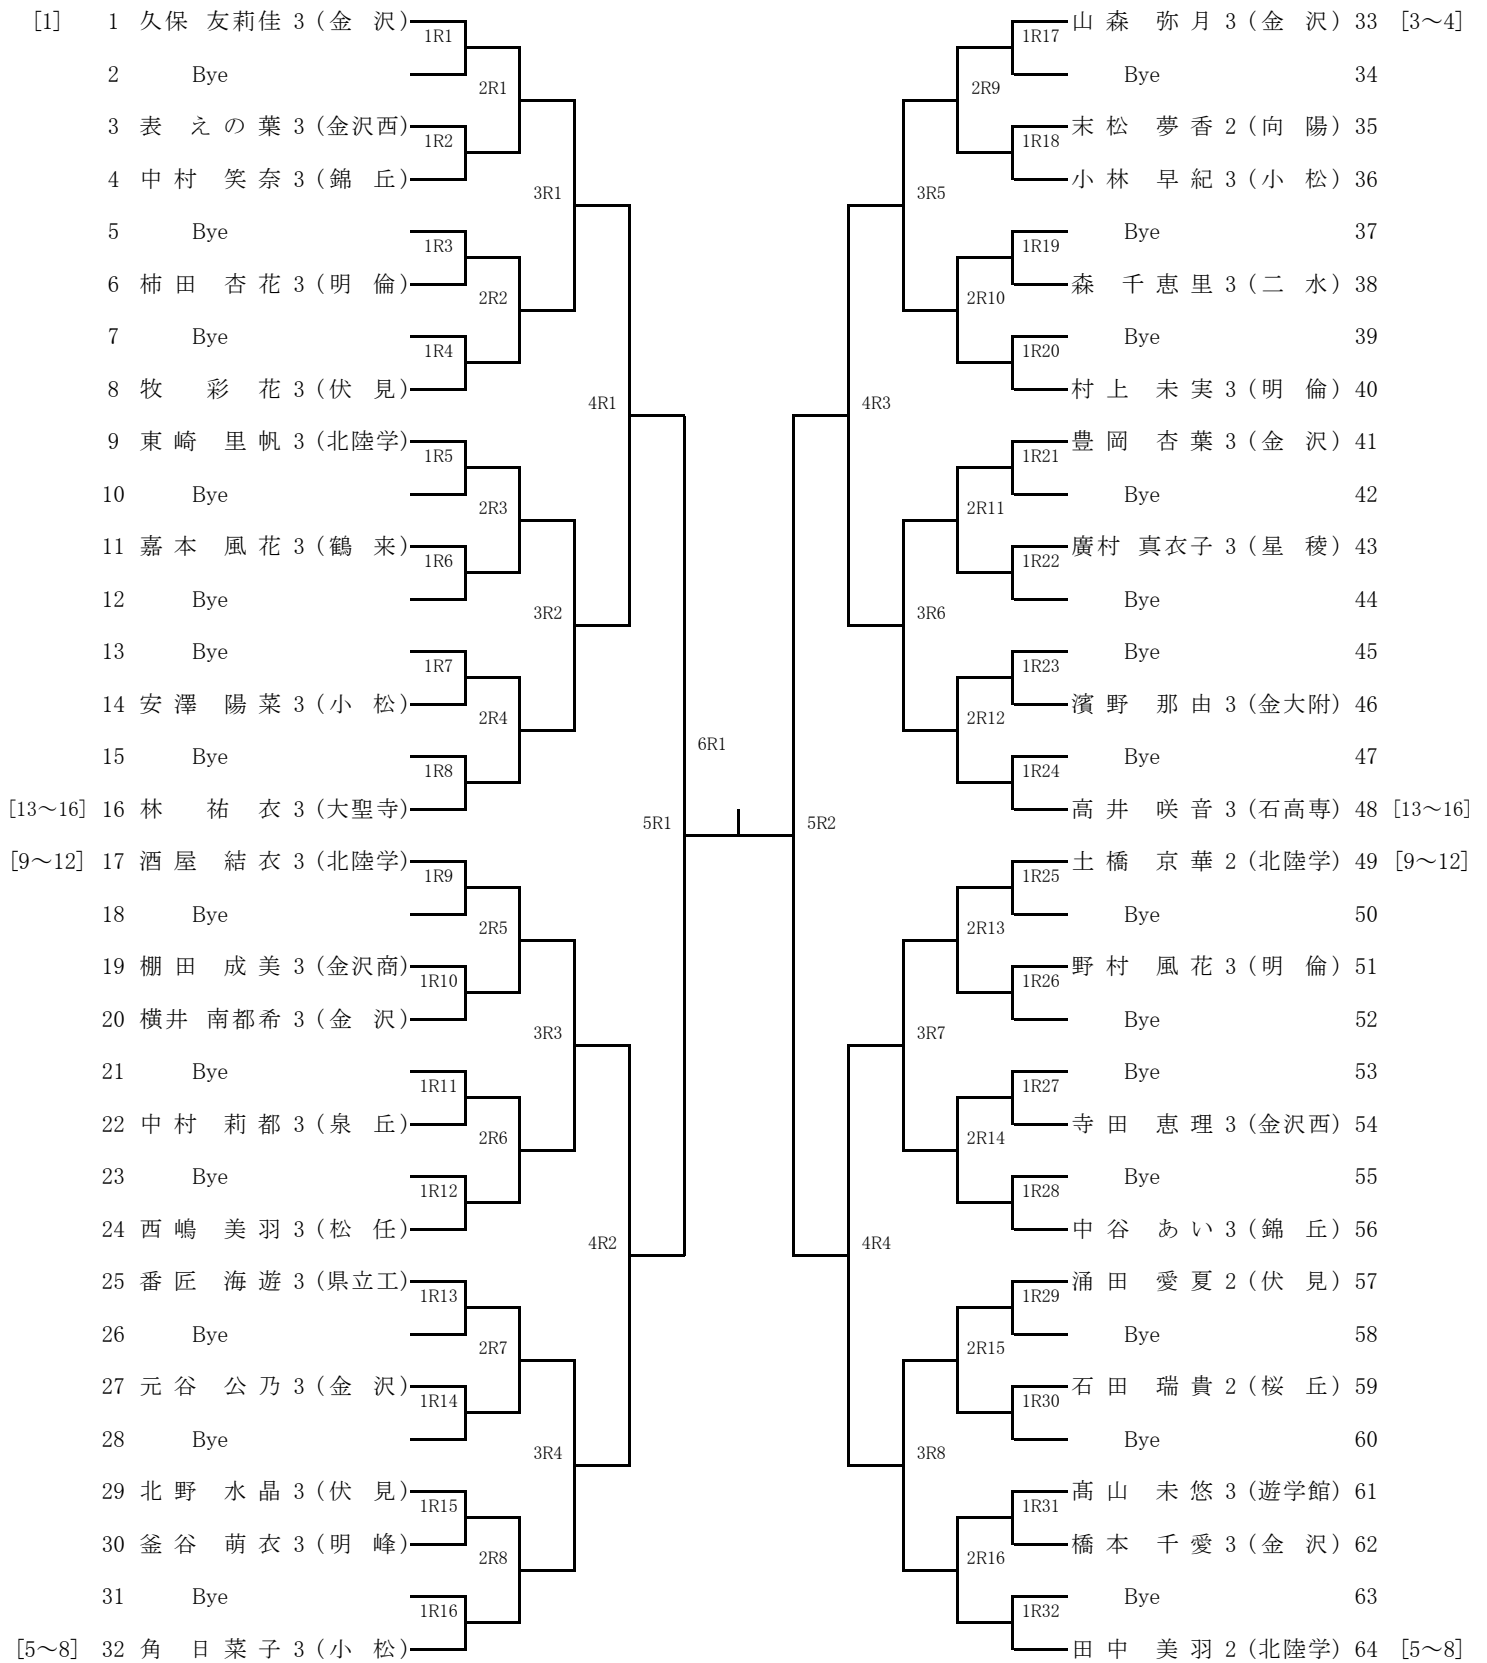 [1] 1 久保 友莉佳 3 (金 沢)
1R1
2 Bye
2R1
3 表 えの葉 3 (金沢西)
1R2
4 中村 笑奈 3 (錦 丘)
3R1
5 Bye
1R3
6 柿田 杏花 3 (明 倫)
2R2
7 Bye
1R4
8 牧 彩花 3 (伏 見)
4R1
9 東崎 里帆 3 (北陸学)
1R5
10 Bye
2R3
11 嘉本 風花 3 (鶴 来)
1R6
12 Bye
3R2
13 Bye
1R7
14 安澤 陽菜 3 (小 松)
2R4
15 Bye
1R8
[13～16] 16 林 祐衣 3 (大聖寺)
5R1
[9～12] 17 酒屋 結衣 3 (北陸学)
1R9
18 Bye
2R5
19 棚田 成美 3 (金沢商)
1R10
20 横井 南都希 3 (金 沢)
3R3
21 Bye
1R11
22 中村 莉都 3 (泉 丘)
2R6
23 Bye
1R12
24 西嶋 美羽 3 (松 任)
4R2
25 番匠 海遊 3 (県立工)
1R13
26 Bye
2R7
27 元谷 公乃 3 (金 沢)
1R14
28 Bye
3R4
29 北野 水晶 3 (伏 見)
1R15
30 釜谷 萌衣 3 (明 峰)
2R8
31 Bye
1R16
[5～8] 32 角 日菜子 3 (小 松)
6R1
山森 弥月 3 (金 沢) 33 [3～4]
1R17
Bye 34
2R9
末松 夢香 2 (向 陽) 35
1R18
小林 早紀 3 (小 松) 36
3R5
Bye 37
1R19
森 千恵里 3 (二 水) 38
2R10
Bye 39
1R20
村上 未実 3 (明 倫) 40
4R3
豊岡 杏葉 3 (金 沢) 41
1R21
Bye 42
2R11
廣村 真衣子 3 (星 稜) 43
1R22
Bye 44
3R6
Bye 45
1R23
濱野 那由 3 (金大附) 46
2R12
Bye 47
1R24
高井 咲音 3 (石高専) 48 [13～16]
5R2
土橋 京華 2 (北陸学) 49 [9～12]
1R25
Bye 50
2R13
野村 風花 3 (明 倫) 51
1R26
Bye 52
3R7
Bye 53
1R27
寺田 恵理 3 (金沢西) 54
2R14
Bye 55
1R28
中谷 あい 3 (錦 丘) 56
4R4
涌田 愛夏 2 (伏 見) 57
1R29
Bye 58
2R15
石田 瑞貴 2 (桜 丘) 59
1R30
Bye 60
3R8
髙山 未悠 3 (遊学館) 61
1R31
橋本 千愛 3 (金 沢) 62
2R16
Bye 63
1R32
田中 美羽 2 (北陸学) 64 [5～8]